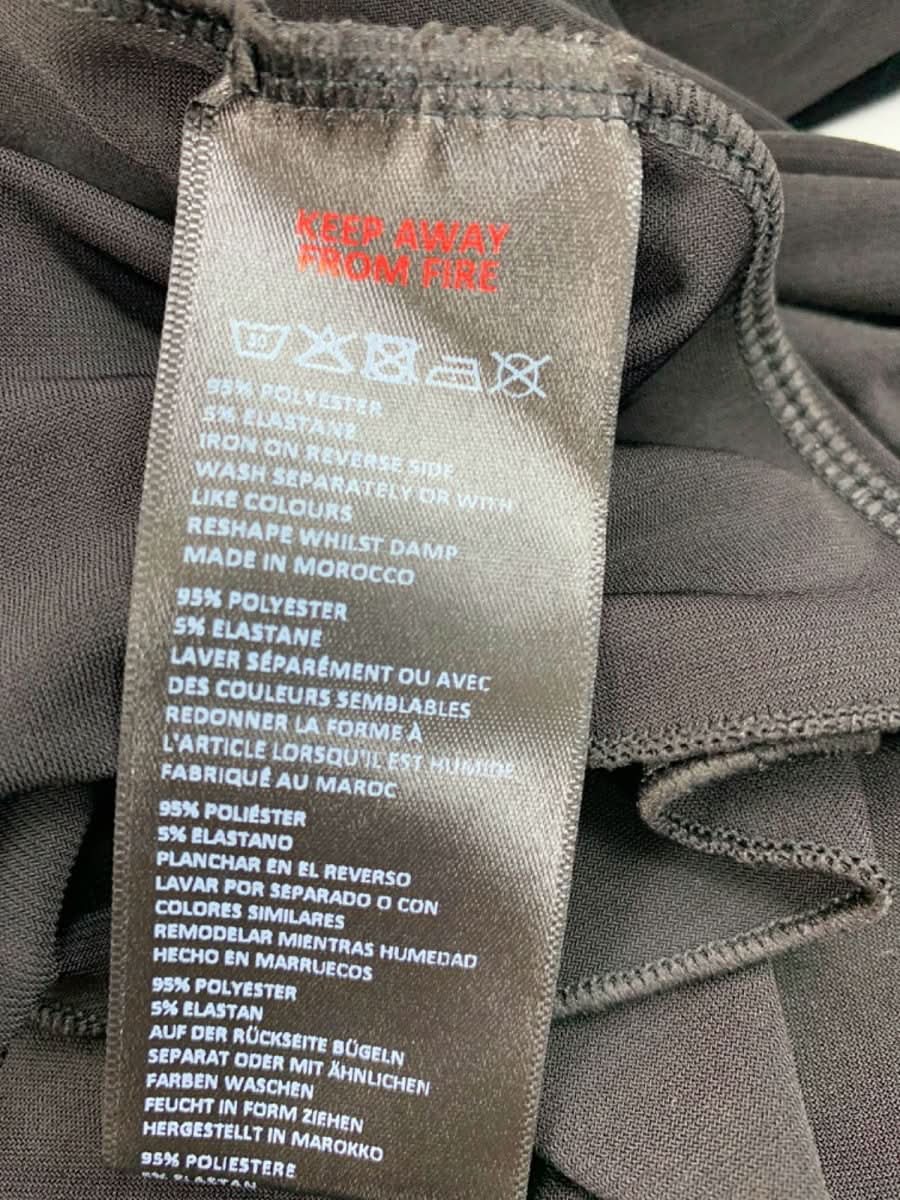 KEEP AWAY
FROM FIRE
30
95% POLYESTER
5% ELASTANE
IRON ON REVERSE SIDE
WASH SEPARATELY OR WITH
LIKE COLOURS
RESHAPE WHILST DAMP
MADE IN MOROCCO
95% POLYESTER
5% ELASTANE
LAVER SÉPARÉMENT OU AVEC
DES COULEURS SEMBLABLES
REDONNER LA FORME À
L'ARTICLE LORSQU'IL EST HUMIDE
FABRIQUÉ AU MAROC
95% POLIÉSTER
5% ELASTANO
PLANCHAR EN EL REVERSO
LAVAR POR SEPARADO O CON
COLORES SIMILARES
REMODELAR MIENTRAS HUMEDAD
HECHO EN MARRUECOS
95% POLYESTER
5% ELASTAN
AUF DER RÜCKSEITE BÜGELN
SEPARAT ODER MIT ÄHNLICHEN
FARBEN WASCHEN
FEUCHT IN FORM ZIEHEN
HERGESTELLT IN MAROKKO
95% POLIESTERE
5% ELASTAN